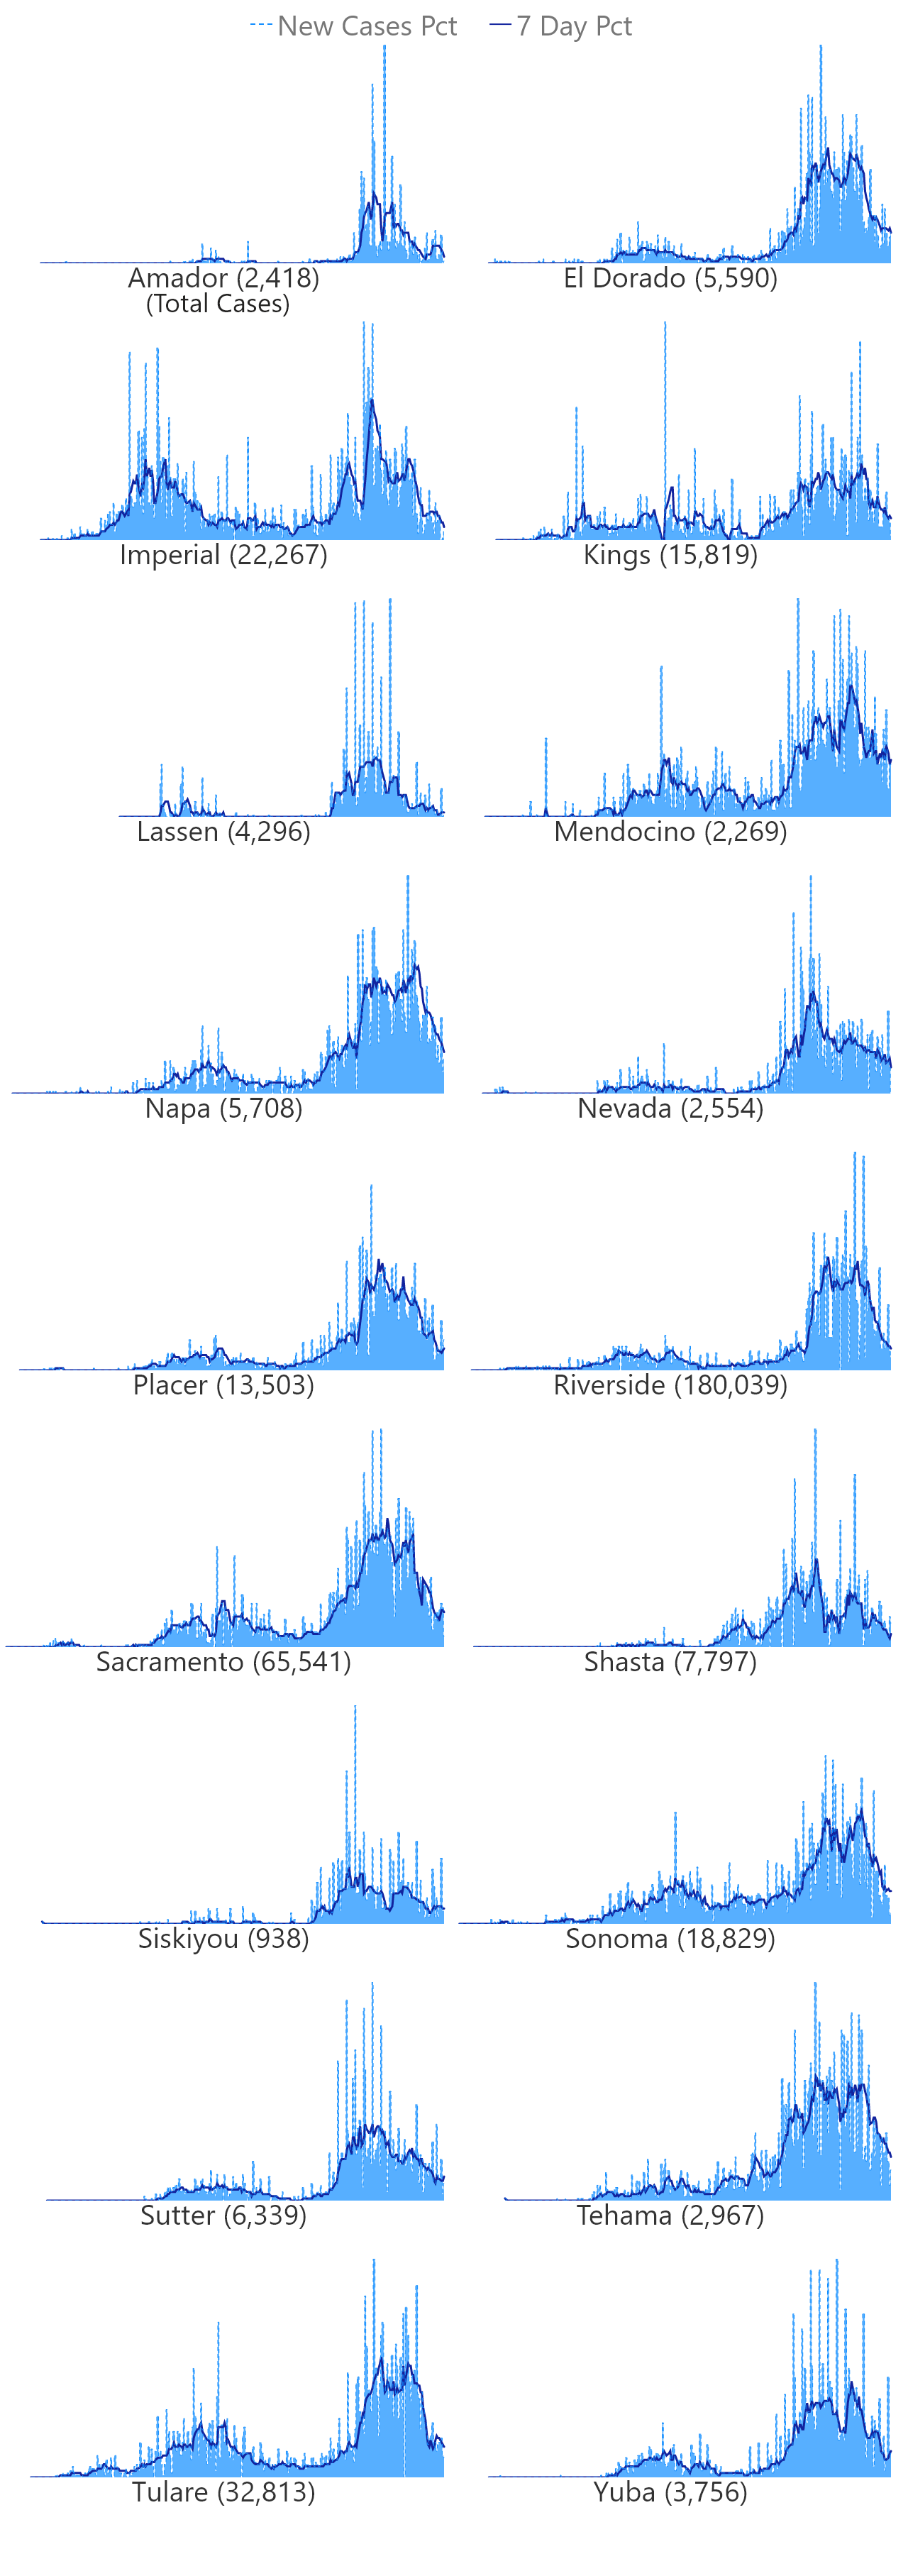 New Cases Pct 7 Day Pct
Amador (2,418) El Dorado (5,590)
(Total Cases)
Imperial (22,267) Kings (15,819)
Lassen (4,296) Mendocino (2,269)
Napa (5,708) Nevada (2,554)
Placer (13,503) Riverside (180,039)
Sacramento (65,541) Shasta (7,797)
Siskiyou (938) Sonoma (18,829)
Sutter (6,339) Tehama (2,967)
Tulare (32,813) Yuba (3,756)